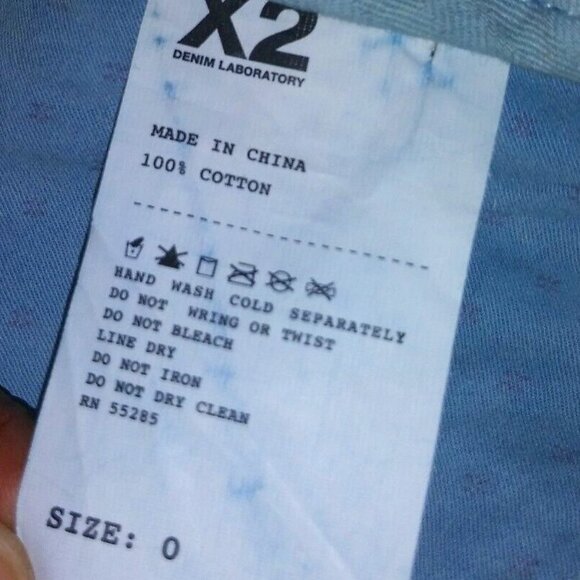 X2
DENIM LABORATORY
MADE IN CHINA
100% COTTON
HAND WASH COLD SEPARATELY
DO NOT WRING OR TWIST
DO NOT BLEACH
LINE DRY
DO NOT IRON
DO NOT DRY CLEAN
RN 55285
SIZE: 0